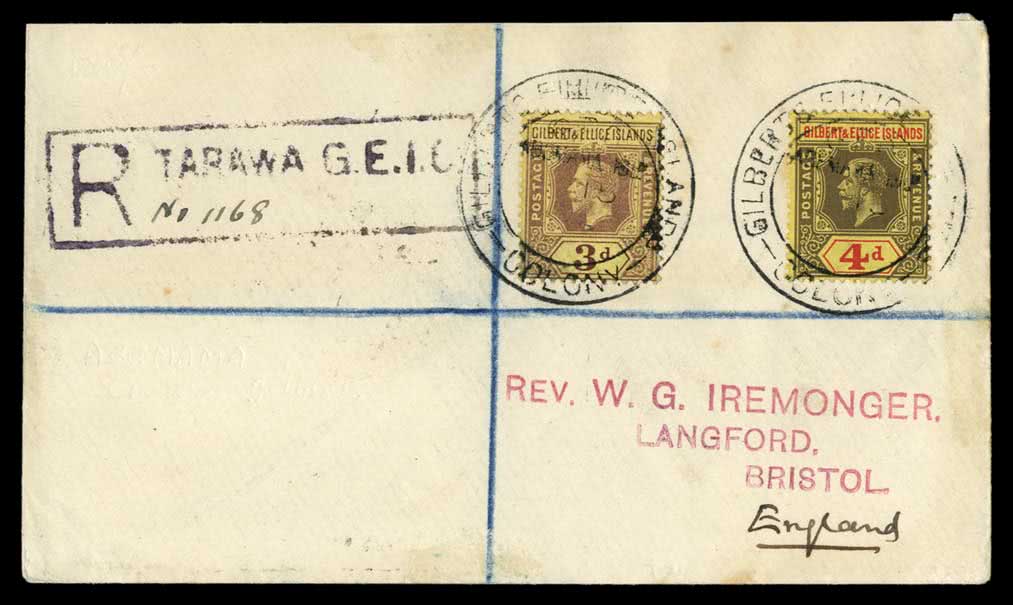 R TARAWA G.E.I.C.
No 1168
GILBERT & ELLICE ISLANDS
POSTAGE
REVENUE
3d
COLONY
GILBERT & ELLICE ISLANDS
POSTAGE
REVENUE
4d
COLONY
REV. W. G. IREMONGER.
LANGFORD,
BRISTOL
England